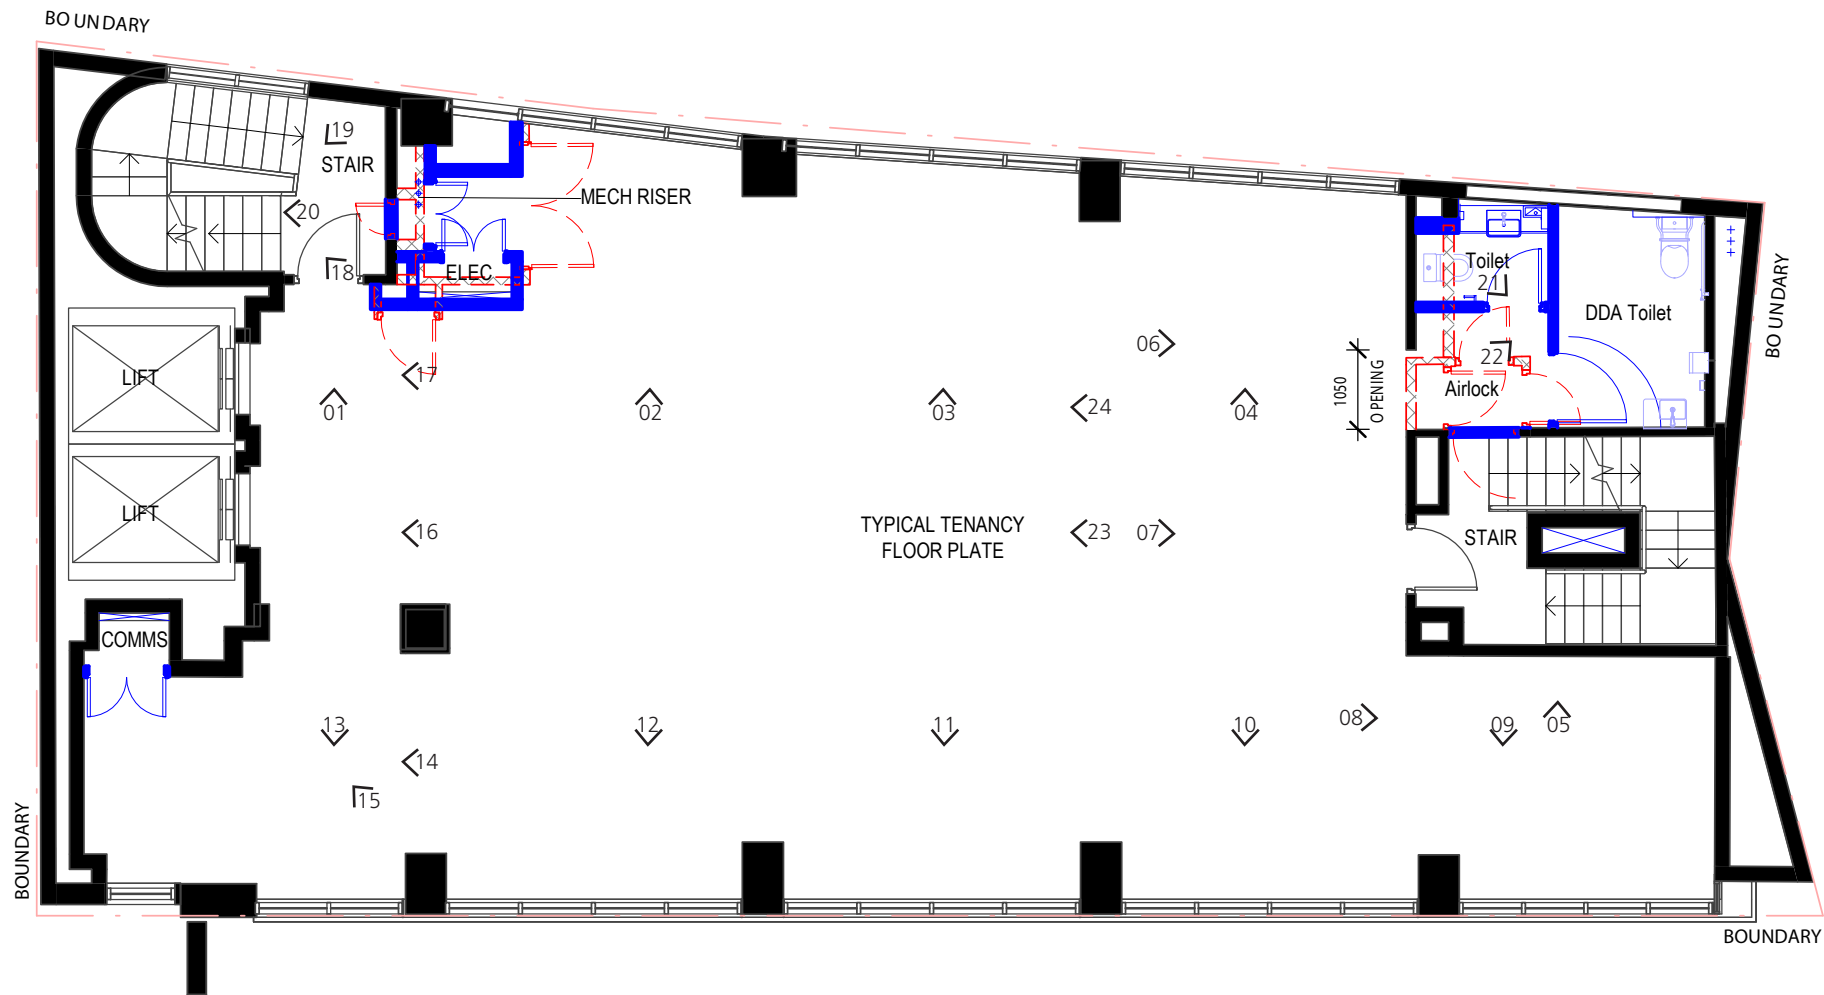 BOUNDARY
19
STAIR
MECH RISER
20
18
ELEC
Toilet
21
DDA Toilet
BOUNDARY
06
22
LIFT
17
Airlock
1050
OPENING
01
02
03
24
04
LIFT
16
TYPICAL TENANCY
FLOOR PLATE
23
07
STAIR
COMMS
13
12
11
10
08
09
05
14
15
BOUNDARY
BOUNDARY